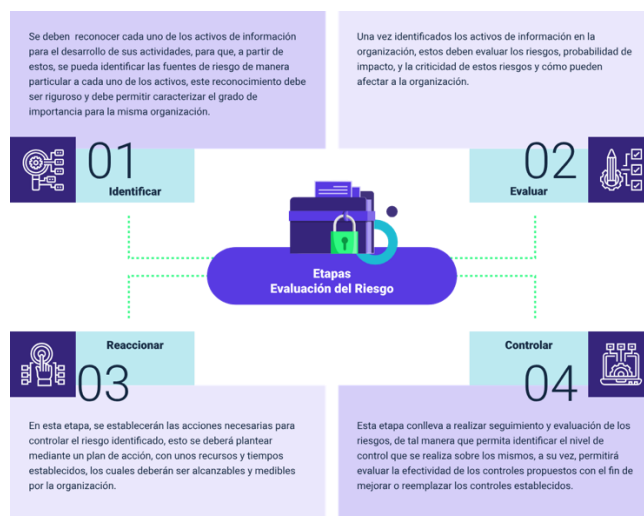 Se deben reconocer cada uno de los activos de información
para el desarrollo de sus actividades, para que, a partir de
estos, se pueda identificar las fuentes de riesgo de manera
particular a cada uno de los activos, este reconocimiento debe
ser riguroso y debe permitir caracterizar el grado de
importancia para la misma organización.
01
Identificar
Una vez identificados los activos de información en la
organización, estos deben evaluar los riesgos, probabilidad de
impacto, y la criticidad de estos riesgos y cómo pueden
afectar a la organización.
02
Evaluar
Etapas
Evaluación del Riesgo
Reaccionar
03
En esta etapa, se establecerán las acciones necesarias para
controlar el riesgo identificado, esto se deberá plantear
mediante un plan de acción, con unos recursos y tiempos
establecidos, los cuales deberán ser alcanzables y medibles
por la organización.
Controlar
04
Esta etapa conlleva a realizar seguimiento y evaluación de los
riesgos, de tal manera que permita identificar el nivel de
control que se realiza sobre los mismos, a su vez, permitirá
evaluar la efectividad de los controles propuestos con el fin de
mejorar o reemplazar los controles establecidos.